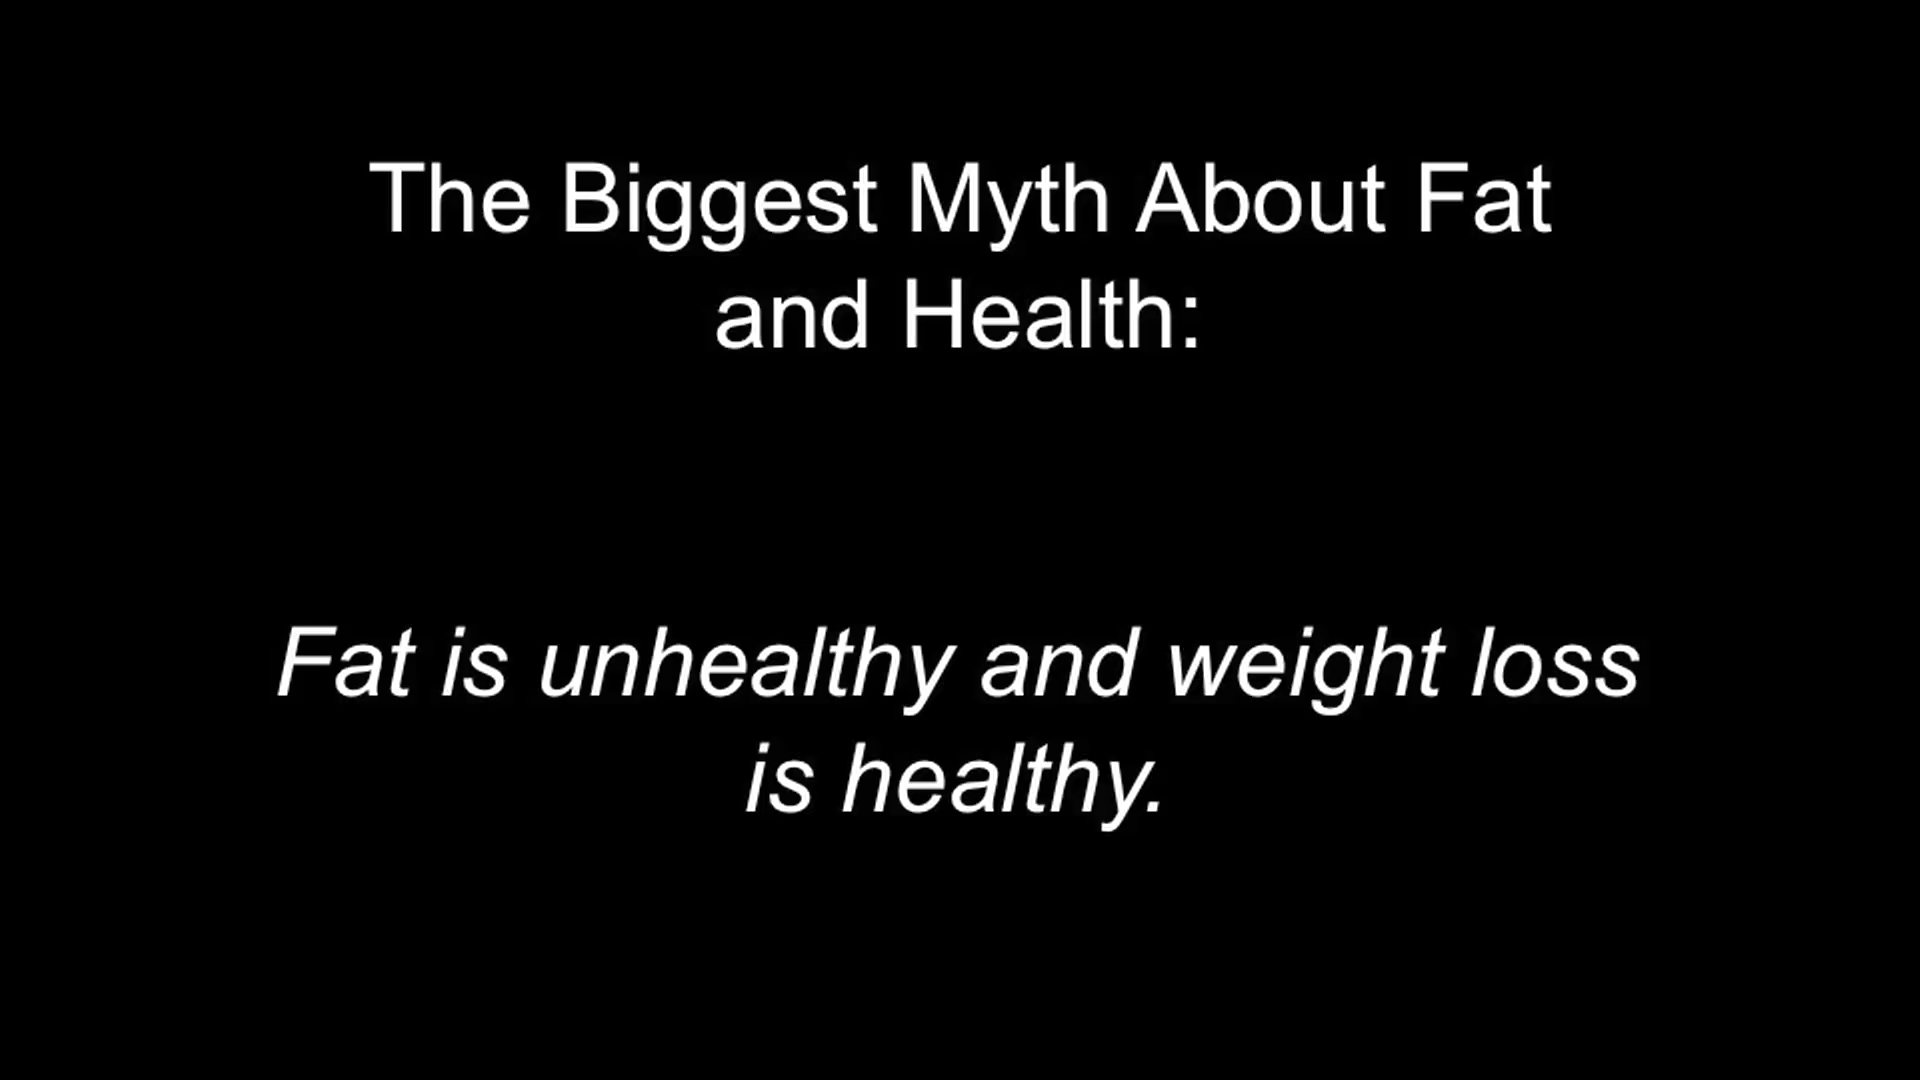 The Biggest Myth About Fat
and Health:
Fat is unhealthy and weight loss
is healthy.